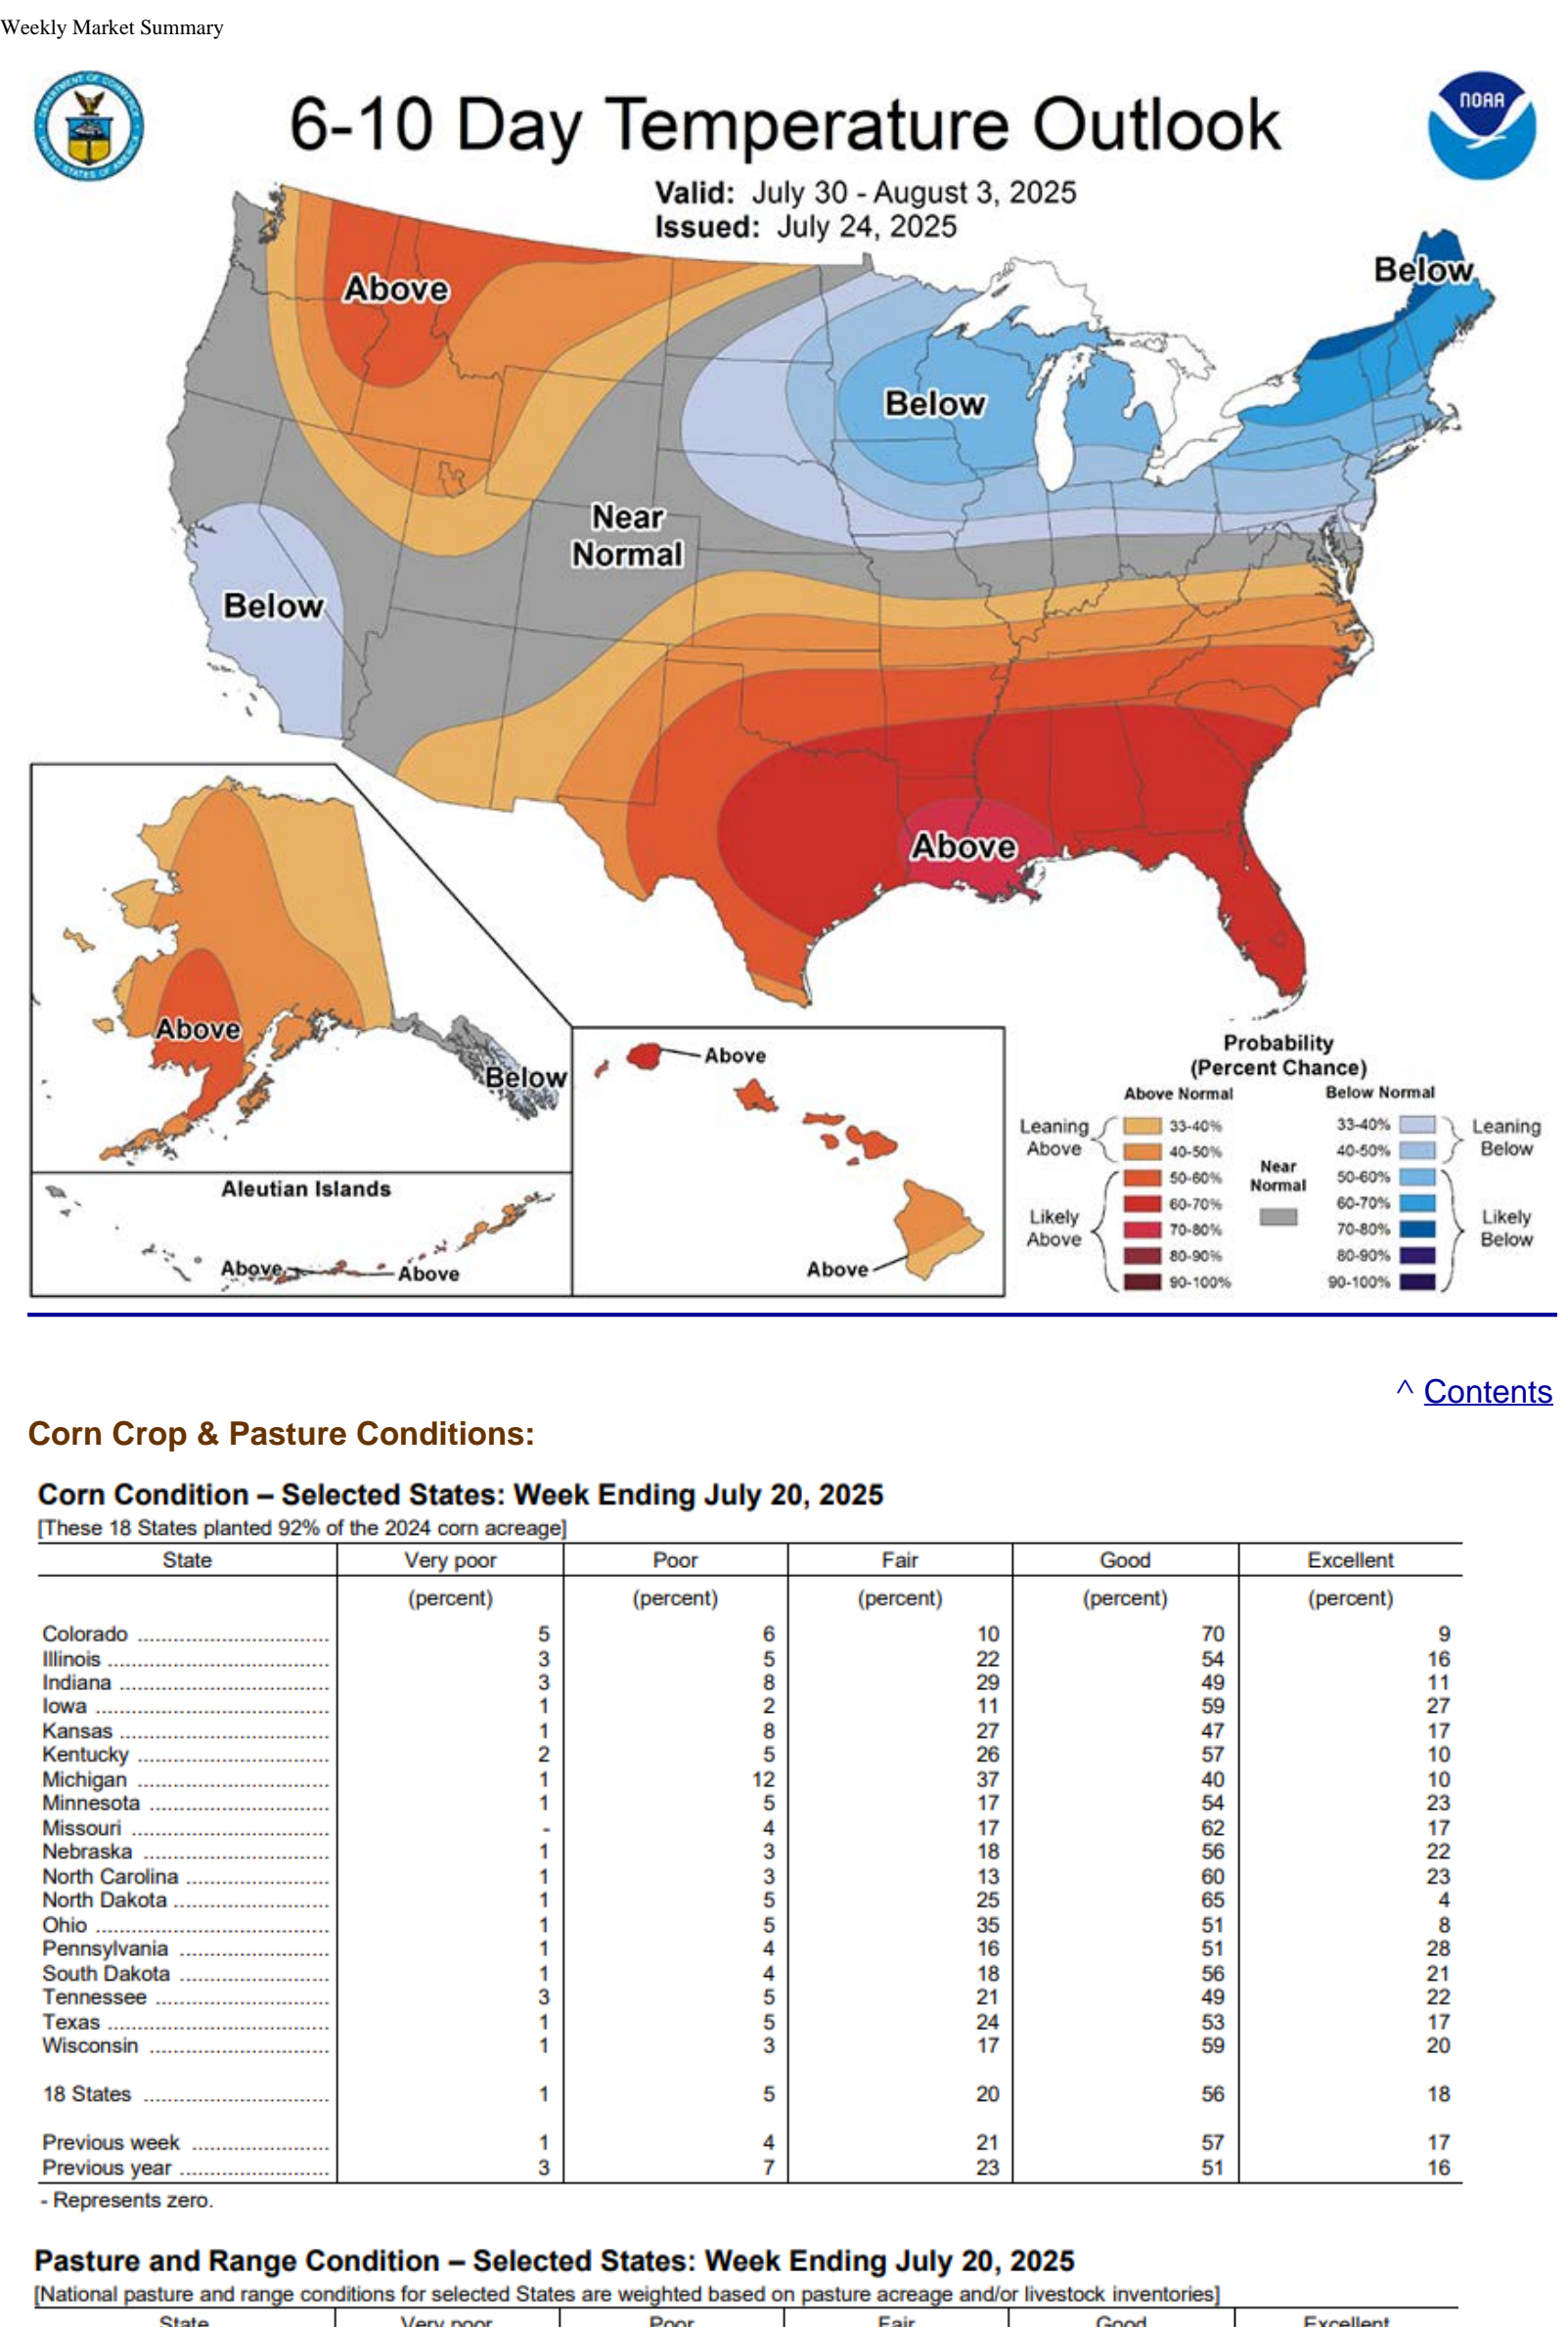 Weekly Market Summary
6-10 Day Temperature Outlook
NOAA
Valid: July 30 - August 3, 2025
Issued: July 24, 2025
Above
Below
Below
Near
Normal
Below
Above
Above
Below
Above
Aleutian Islands
Above
Above
Above
Probability
(Percent Chance)
Above Normal Below Normal
Leaning
Above
33-40%
40-50%
50-60%
60-70%
70-80%
80-90%
90-100%
Likely
Above
Near
Normal
33-40%
40-50%
50-60%
60-70%
70-80%
80-90%
90-100%
Leaning
Below
Likely
Below
^ Contents
Corn Crop & Pasture Conditions:
Corn Condition – Selected States: Week Ending July 20, 2025
[These 18 States planted 92% of the 2024 corn acreage]
State Very poor Poor Fair Good Excellent
(percent) (percent) (percent) (percent) (percent)
Colorado 5 6 10 70 9
Illinois 3 5 22 54 16
Indiana 3 8 29 49 11
Iowa 1 2 11 59 27
Kansas 1 8 27 47 17
Kentucky 2 5 26 57 10
Michigan 1 12 37 40 10
Minnesota 1 5 17 54 23
Missouri - 4 17 62 17
Nebraska 1 3 18 56 22
North Carolina 1 3 13 60 23
North Dakota 1 5 25 65 4
Ohio 1 5 35 51 8
Pennsylvania 1 4 16 51 28
South Dakota 1 4 18 56 21
Tennessee 3 5 21 49 22
Texas 1 5 24 53 17
Wisconsin 1 3 17 59 20
18 States 1 5 20 56 18
Previous week 1 4 21 57 17
Previous year 3 7 23 51 16
- Represents zero.
Pasture and Range Condition – Selected States: Week Ending July 20, 2025
[National pasture and range conditions for selected States are weighted based on pasture acreage and/or livestock inventories]
State Very poor Poor Fair Good Excellent